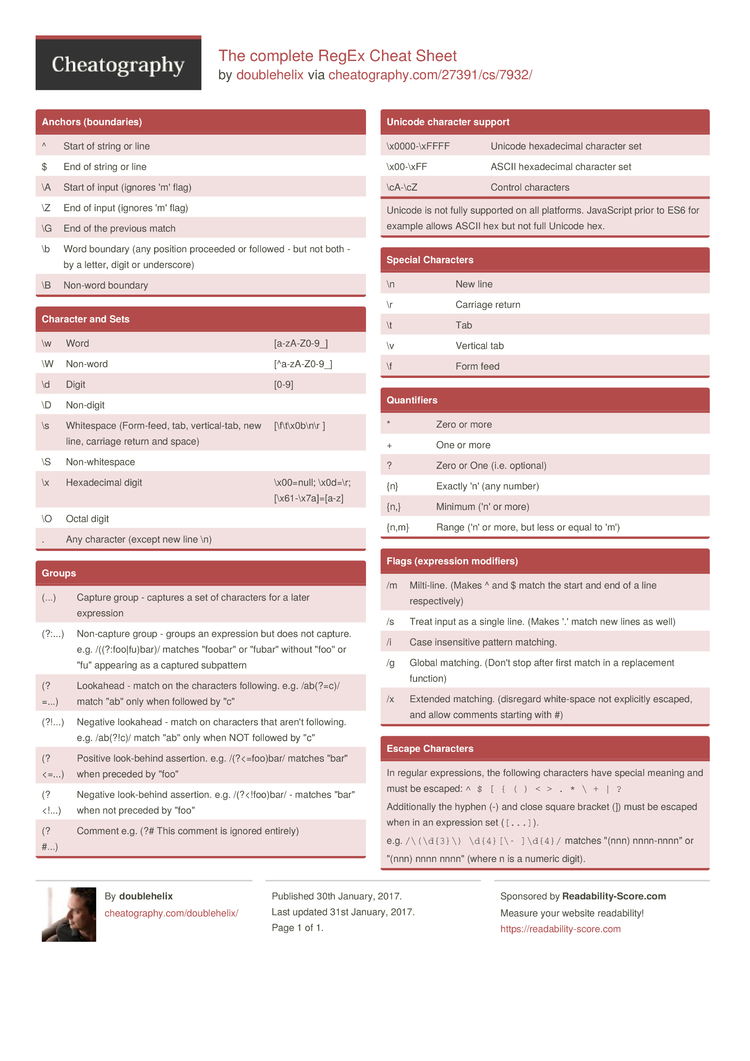 Cheatography
The complete RegEx Cheat Sheet
by doublehelix via cheatography.com/27391/cs/7932/
Anchors (boundaries)
^ Start of string or line
$ End of string or line
\A Start of input (ignores 'm' flag)
\Z End of input (ignores 'm' flag)
\G End of the previous match
\b Word boundary (any position proceeded or followed - but not both -
by a letter, digit or underscore)
\B Non-word boundary
Character and Sets
\w Word [a-zA-Z0-9_]
\W Non-word [^a-zA-Z0-9_]
\d Digit [0-9]
\D Non-digit
\s Whitespace (Form-feed, tab, vertical-tab, new [\f\t\x0b\n\r ]
line, carriage return and space)
\S Non-whitespace
\x Hexadecimal digit \x00=null; \x0d=\r;
[\x61-\x7a]=[a-z]
\O Octal digit
. Any character (except new line \n)
Groups
(...) Capture group - captures a set of characters for a later
expression
(?:...) Non-capture group - groups an expression but does not capture.
e.g. /((?:foo|fu)bar)/ matches "foobar" or "fubar" without "foo" or
"fu" appearing as a captured subpattern
(? Lookahead - match on the characters following. e.g. /ab(?=c)/
=...) match "ab" only when followed by "c"
(?!...) Negative lookahead - match on characters that aren't following.
e.g. /ab(?!c)/ match "ab" only when NOT followed by "c"
(? Positive look-behind assertion. e.g. /(?<=foo)bar/ matches "bar"
<=...) when preceded by "foo"
(? Negative look-behind assertion. e.g. /(?<!foo)bar/ - matches "bar"
<!...) when not preceded by "foo"
(? Comment e.g. (?# This comment is ignored entirely)
#...)
Unicode character support
\x0000-\xFFFF Unicode hexadecimal character set
\x00-\xFF ASCII hexadecimal character set
\cA-\cZ Control characters
Unicode is not fully supported on all platforms. JavaScript prior to ES6 for
example allows ASCII hex but not full Unicode hex.
Special Characters
\n New line
\r Carriage return
\t Tab
\v Vertical tab
\f Form feed
Quantifiers
* Zero or more
+ One or more
? Zero or One (i.e. optional)
{n} Exactly 'n' (any number)
{n,} Minimum ('n' or more)
{n,m} Range ('n' or more, but less or equal to 'm')
Flags (expression modifiers)
/m Milti-line. (Makes ^ and $ match the start and end of a line
respectively)
/s Treat input as a single line. (Makes '.' match new lines as well)
/i Case insensitive pattern matching.
/g Global matching. (Don't stop after first match in a replacement
function)
/x Extended matching. (disregard white-space not explicitly escaped,
and allow comments starting with #)
Escape Characters
In regular expressions, the following characters have special meaning and
must be escaped: ^ $ [ { ( ) < > . * \ + | ?
Additionally the hyphen (-) and close square bracket (]) must be escaped
when in an expression set ([...]).
e.g. /\(\d{3}\) \d{4}[\- ]\d{4}/ matches "(nnn) nnnn-nnnn" or
"(nnn) nnnn nnnn" (where n is a numeric digit).
By doublehelix
cheatography.com/doublehelix/
Published 30th January, 2017.
Last updated 31st January, 2017.
Page 1 of 1.
Sponsored by Readability-Score.com
Measure your website readability!
https://readability-score.com